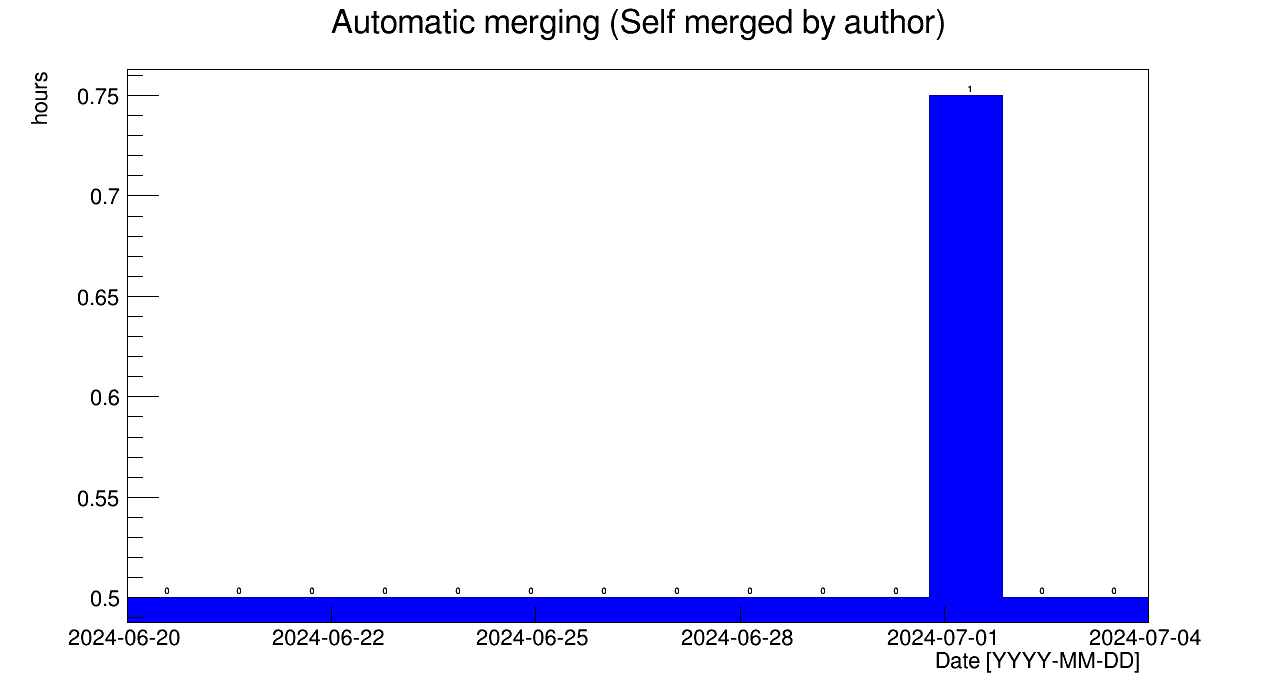 Automatic merging (Self merged by author)
hours
0.75
0.7
0.65
0.6
0.55
0.5
1
0 0 0 0 0 0 0 0 0 0 0 0 0
2024-06-20 2024-06-22 2024-06-25 2024-06-28 2024-07-01 2024-07-04
Date [YYYY-MM-DD]